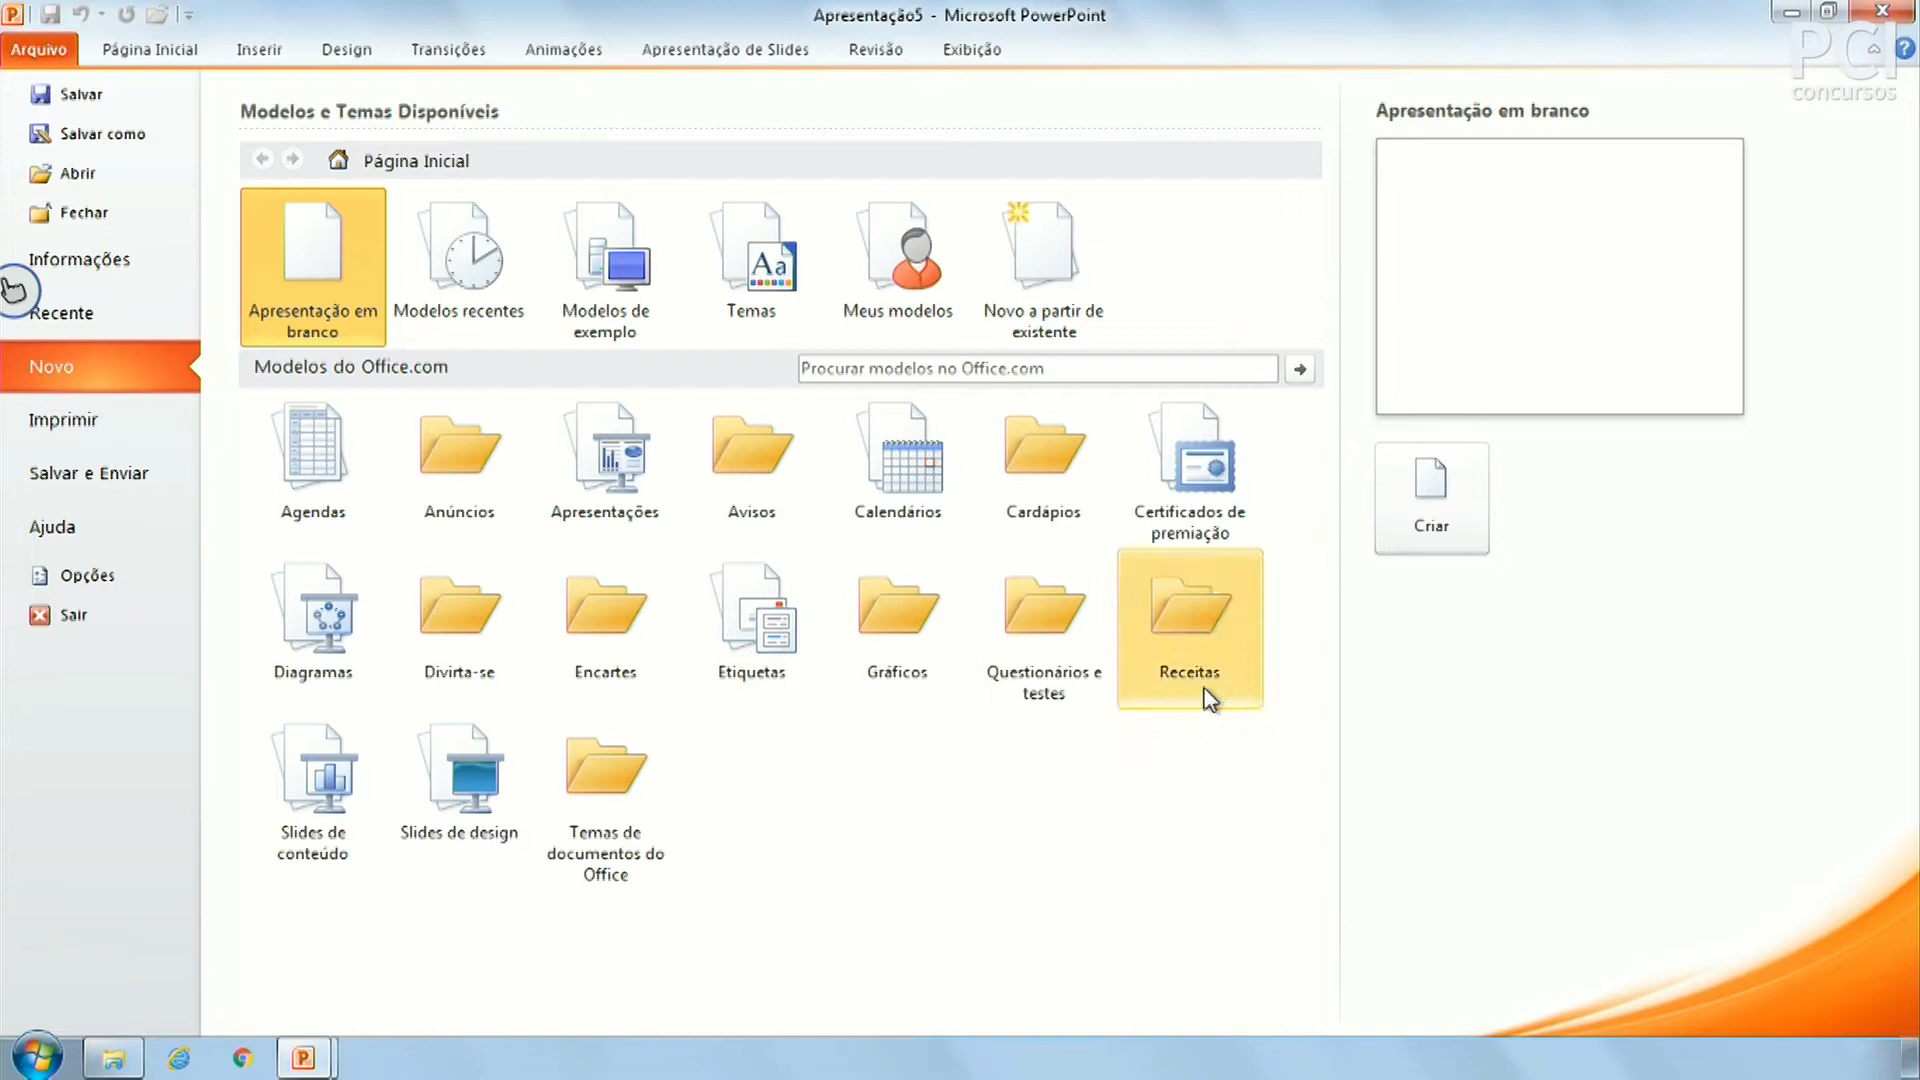 Apresentação5 - Microsoft PowerPoint
Arquivo Página Inicial Inserir Design Transições Animações Apresentação de Slides Revisão Exibição
PCI
concursos
Salvar
Salvar como
Abrir
Fechar
Informações
Recente
Novo
Imprimir
Salvar e Enviar
Ajuda
Opções
Sair
Modelos e Temas Disponíveis
Página Inicial
Apresentação em
branco
Modelos recentes
Modelos de
exemplo
Aa
Temas
Meus modelos
Novo a partir de
existente
Modelos do Office.com
Procurar modelos no Office.com
Agendas
Anúncios
Apresentações
Avisos
Calendários
Cardápios
Certificados de
premiação
Diagramas
Divirta-se
Encartes
Etiquetas
Gráficos
Questionários e
testes
Receitas
Slides de
conteúdo
Slides de design
Temas de
documentos do
Office
Apresentação em branco
Criar